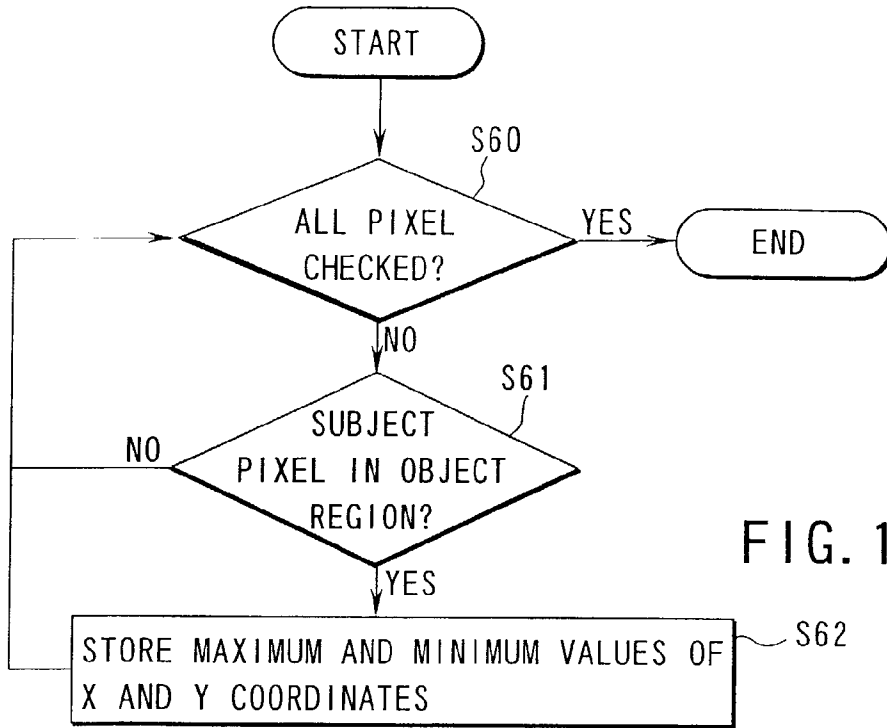 START
S60
ALL PIXEL
CHECKED?
YES
END
NO
S61
SUBJECT
PIXEL IN OBJECT
REGION?
NO
YES
FIG. 1
S62
STORE MAXIMUM AND MINIMUM VALUES OF
X AND Y COORDINATES